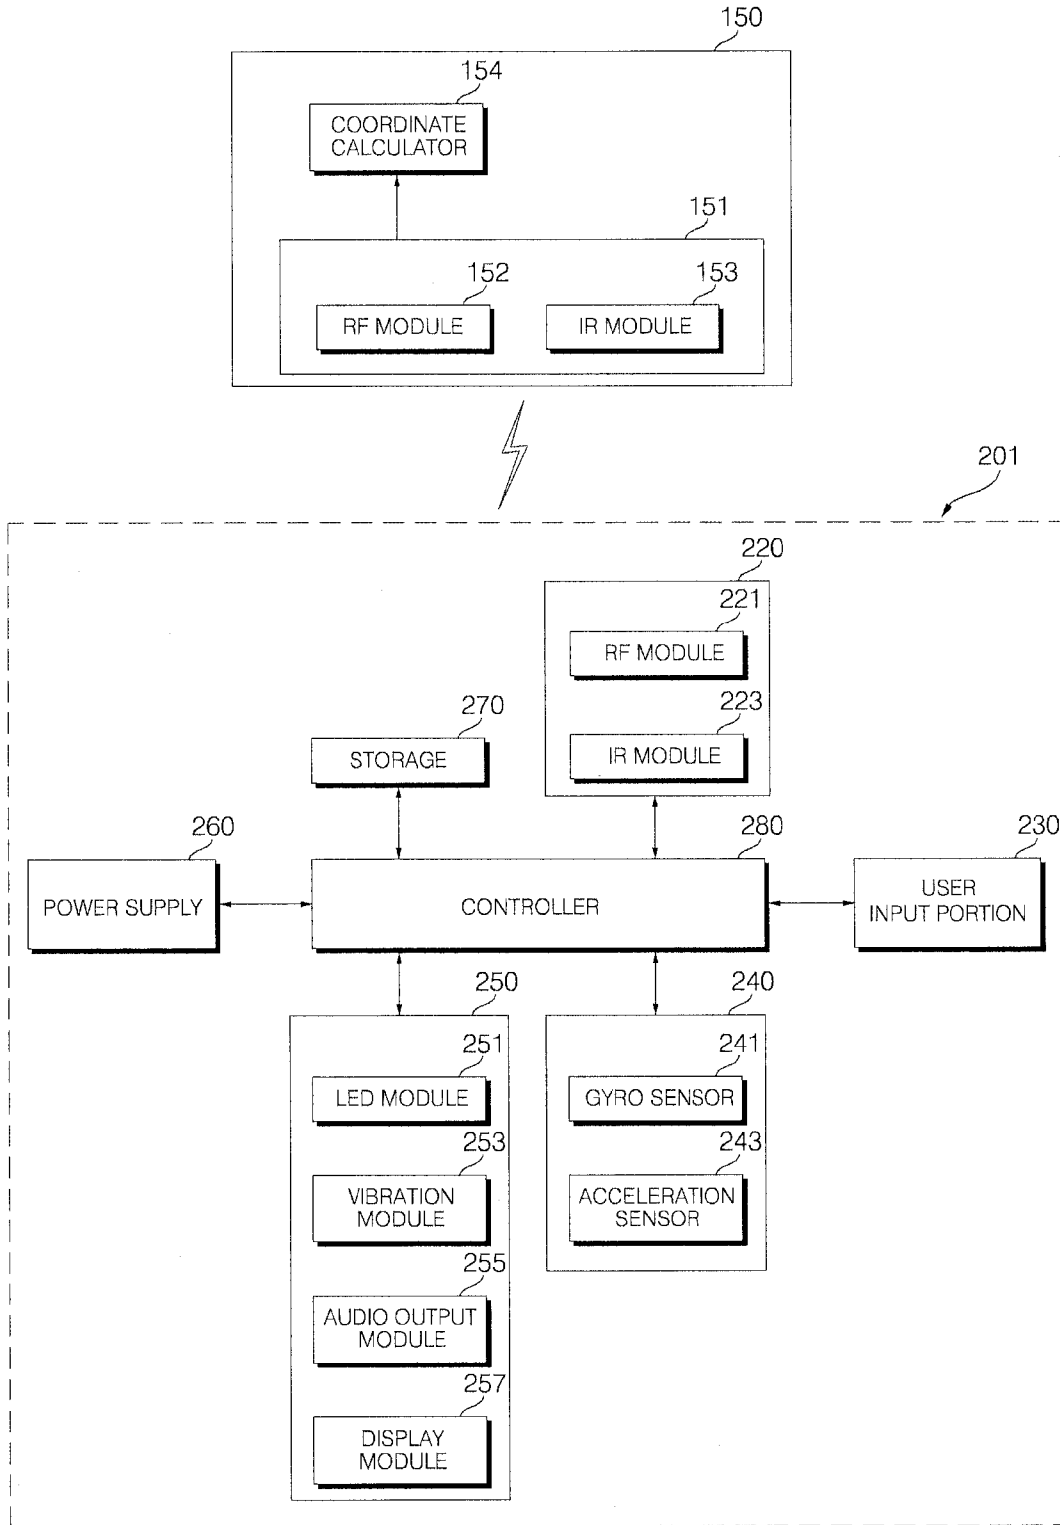 150
154
COORDINATE
CALCULATOR
151
152
153
RF MODULE
IR MODULE
201
220
221
RF MODULE
270
223
STORAGE
IR MODULE
260
280
230
POWER SUPPLY
CONTROLLER
USER
INPUT PORTION
250
240
251
241
LED MODULE
GYRO SENSOR
253
243
VIBRATION
MODULE
ACCELERATION
SENSOR
255
AUDIO OUTPUT
MODULE
257
DISPLAY
MODULE